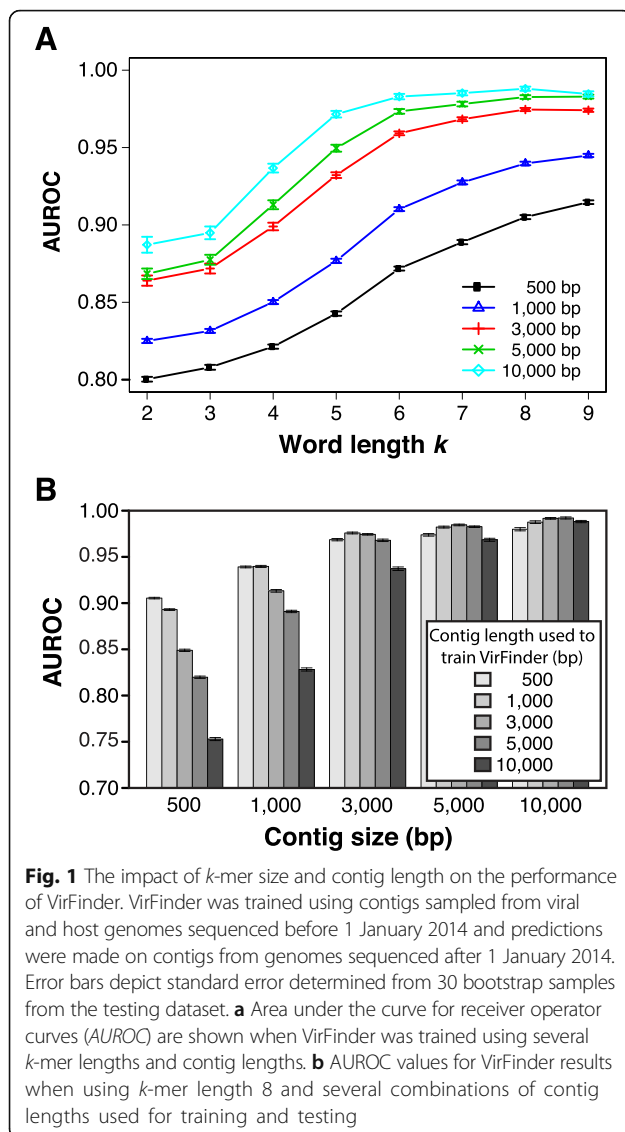 A
1.00
0.95
0.90
0.85
0.80
AUROC
500 bp
1,000 bp
3,000 bp
5,000 bp
10,000 bp
2 3 4 5 6 7 8 9
Word length k
B
1.00
0.95
0.90
0.85
0.80
0.75
0.70
AUROC
Contig length used to
train VirFinder (bp)
500
1,000
3,000
5,000
10,000
500 1,000 3,000 5,000 10,000
Contig size (bp)
Fig. 1 The impact of k-mer size and contig length on the performance
of VirFinder. VirFinder was trained using contigs sampled from viral
and host genomes sequenced before 1 January 2014 and predictions
were made on contigs from genomes sequenced after 1 January 2014.
Error bars depict standard error determined from 30 bootstrap samples
from the testing dataset. a Area under the curve for receiver operator
curves (AUROC) are shown when VirFinder was trained using several
k-mer lengths and contig lengths. b AUROC values for VirFinder results
when using k-mer length 8 and several combinations of contig
lengths used for training and testing